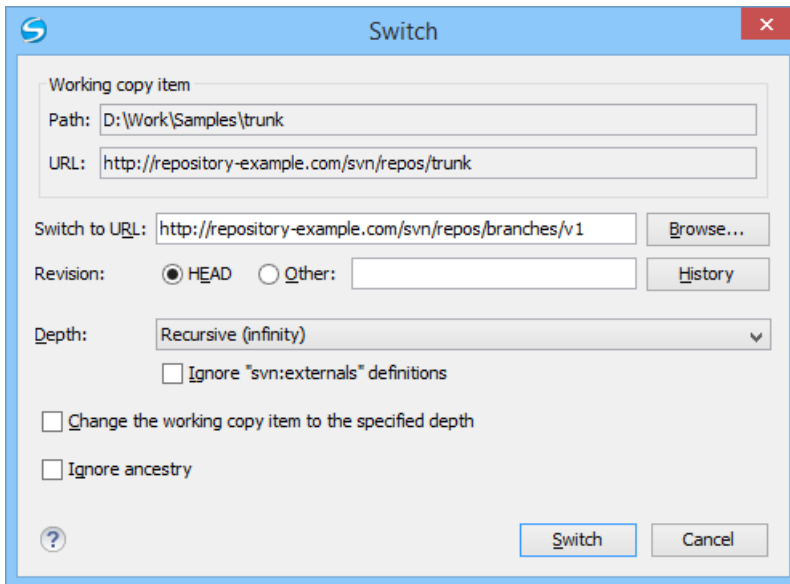 Switch
Working copy item
Path: D:\Work\Samples\trunk
URL: http://repository-example.com/svn/repos/trunk
Switch to URL: http://repository-example.com/svn/repos/branches/v1 Browse...
Revision: HEAD Other: History
Depth: Recursive (infinity)
Ignore "svn:externals" definitions
Change the working copy item to the specified depth
Ignore ancestry
? Switch Cancel